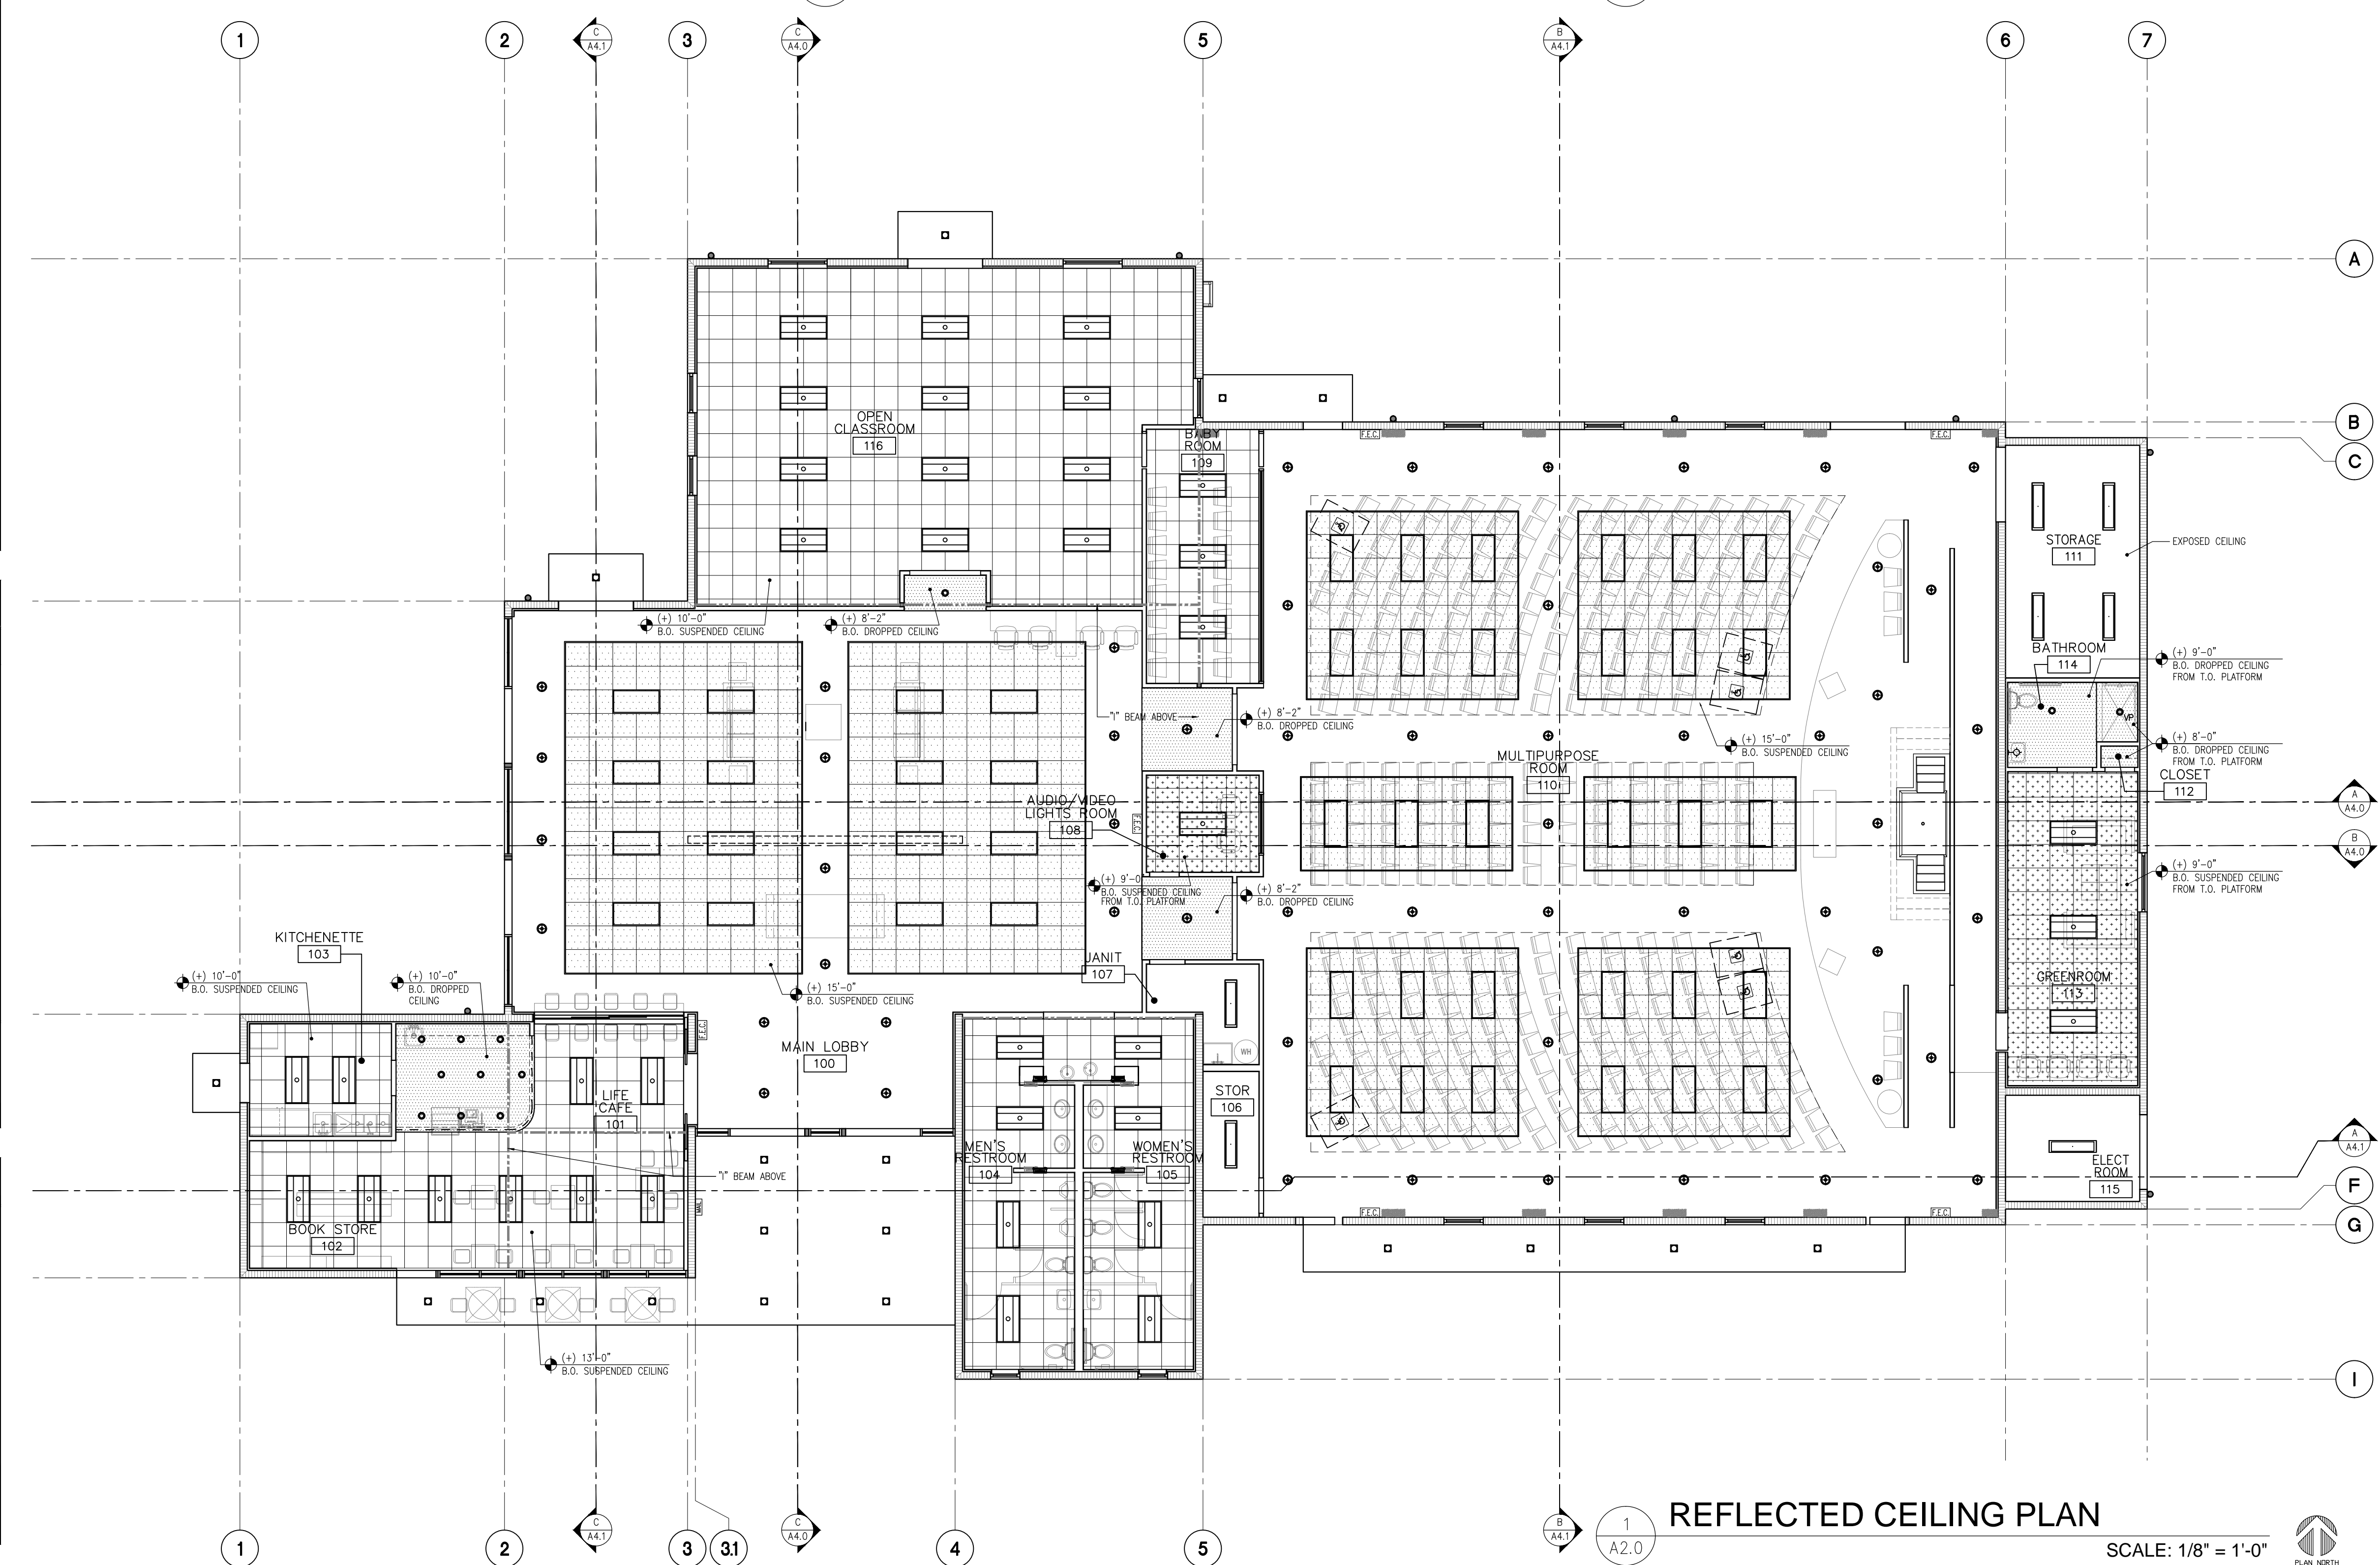 1
2
C
A4.1
3
C
A4.0
5
B
A4.1
6
7
A
B
C
OPEN
CLASSROOM
116
BABY
ROOM
109
F.E.C.
F.E.C.
STORAGE
111
EXPOSED CEILING
(+) 10'-0"
B.O. SUSPENDED CEILING
(+) 8'-2"
B.O. DROPPED CEILING
BATHROOM
114
(+) 9'-0"
B.O. DROPPED CEILING
FROM T.O. PLATFORM
"I" BEAM ABOVE
(+) 8'-2"
B.O. DROPPED CEILING
(+) 15'-0"
B.O. SUSPENDED CEILING
VP
(+) 8'-0"
B.O. DROPPED CEILING
FROM T.O. PLATFORM
MULTIPURPOSE
ROOM
110
CLOSET
112
AUDIO/VIDEO
LIGHTS ROOM
108
F.E.C.
A
A4.0
B
A4.0
(+) 9'-0
B.O. SUSPENDED CEILING
FROM T.O. PLATFORM
(+) 8'-2"
B.O. DROPPED CEILING
(+) 9'-0"
B.O. SUSPENDED CEILING
FROM T.O. PLATFORM
KITCHENETTE
103
(+) 10'-0"
B.O. SUSPENDED CEILING
(+) 10'-0"
B.O. DROPPED
CEILING
(+) 15'-0"
B.O. SUSPENDED CEILING
JANIT
107
GREENROOM
113
F.E.C.
MAIN LOBBY
100
WH
LIFE
CAFE
101
STOR
106
MEN'S
RESTROOM
104
WOMEN'S
RESTROOM
105
"I" BEAM ABOVE
A
A4.1
ELECT
ROOM
115
F
BOOK STORE
102
F.E.C.
F.E.C.
G
(+) 13'-0"
B.O. SUSPENDED CEILING
I
1
2
C
A4.1
3
3.1
C
A4.0
4
5
B
A4.1
1
A2.0
REFLECTED CEILING PLAN
SCALE: 1/8" = 1'-0"
PLAN NORTH